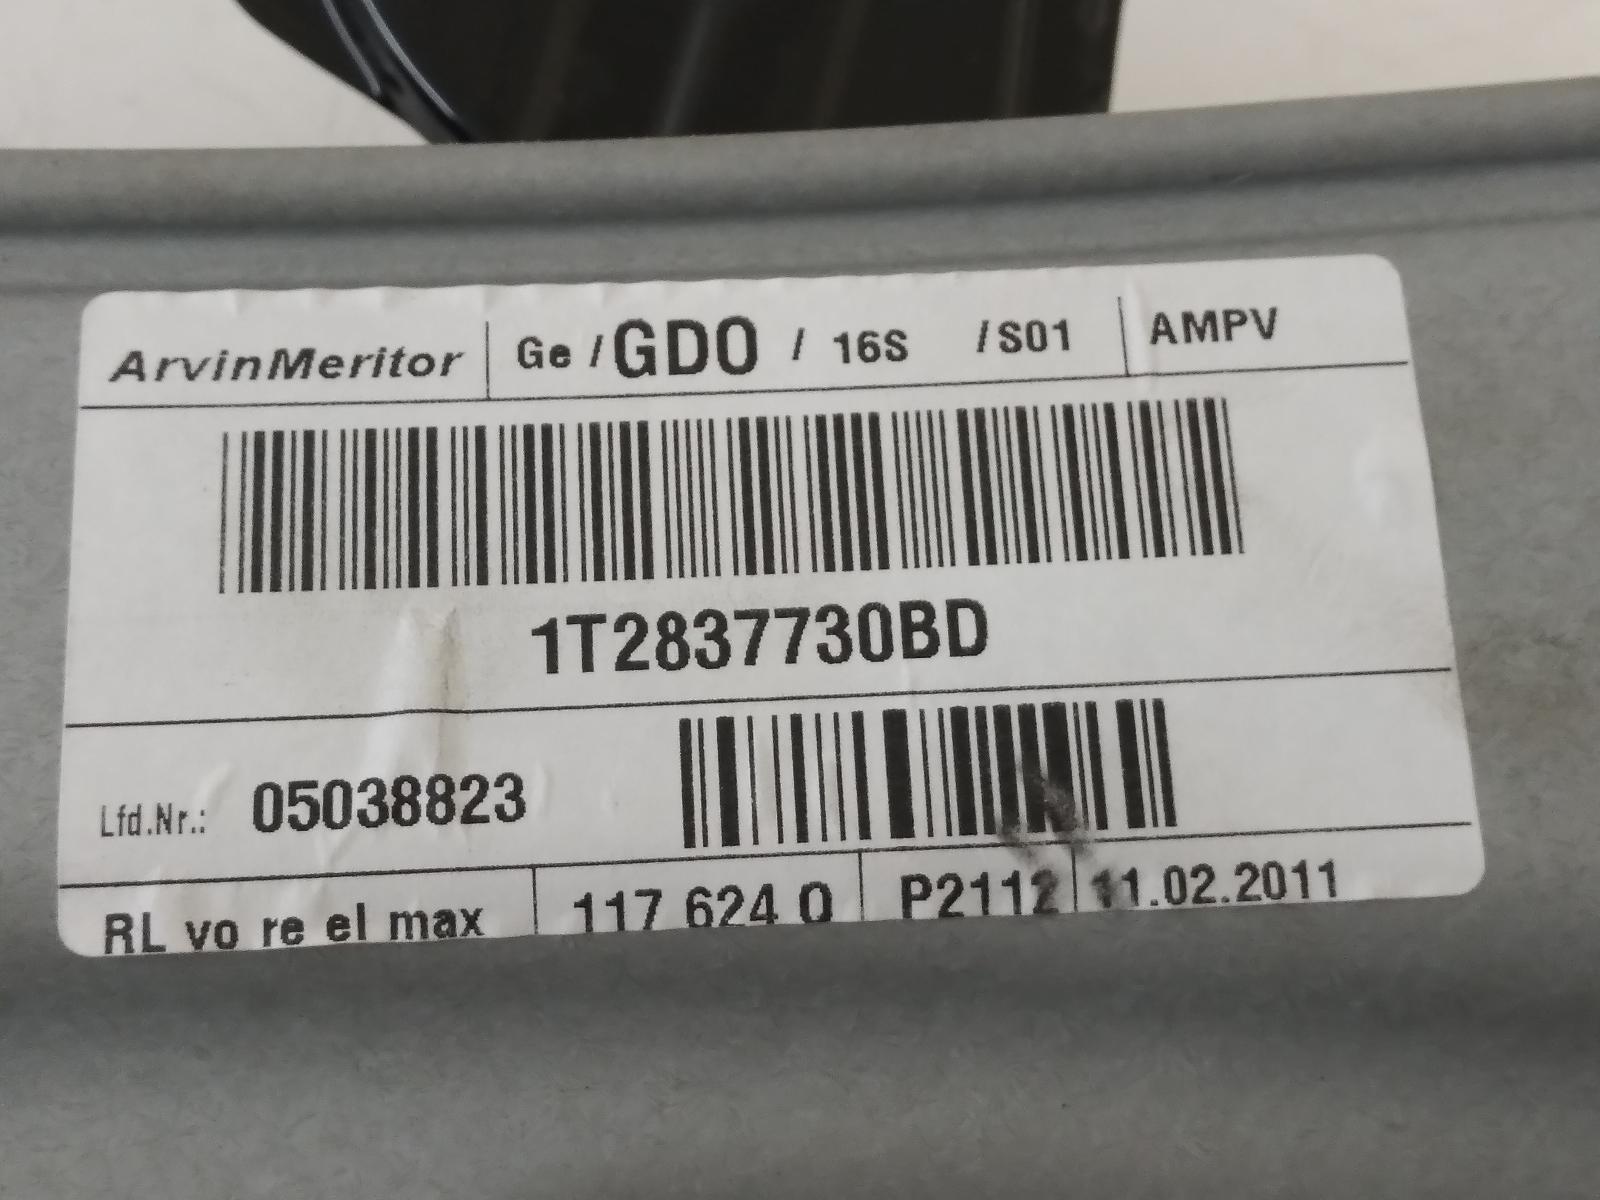 ArvinMeritor Ge / GDO / 16S / S01 AMPV
1T2837730BD
Lfd.Nr.: 05038823
RL vo re el max 117 624 0 P2112 11.02.2011